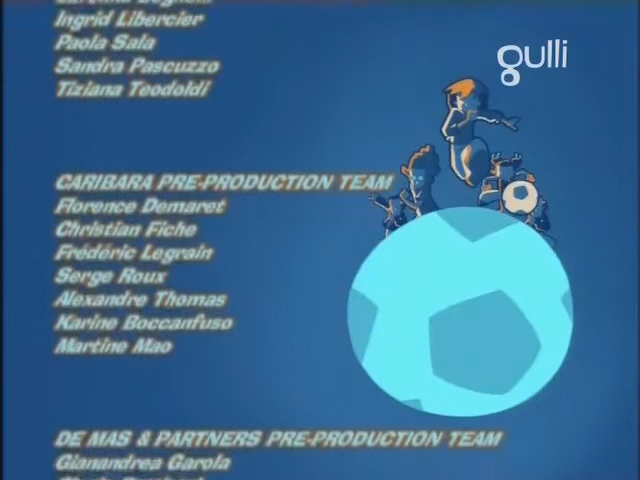 Ingrid Libercier
Paola Sala
Sandra Pascuzzo
Tiziana Teodoldi
gulli
CARIBARA PRE-PRODUCTION TEAM
Florence Demaret
Christian Fiche
Frédéric Legrain
Serge Roux
Alexandre Thomas
Karine Boccanfuso
Martine Mao
DE MAS & PARTNERS PRE-PRODUCTION TEAM
Gianandrea Garola